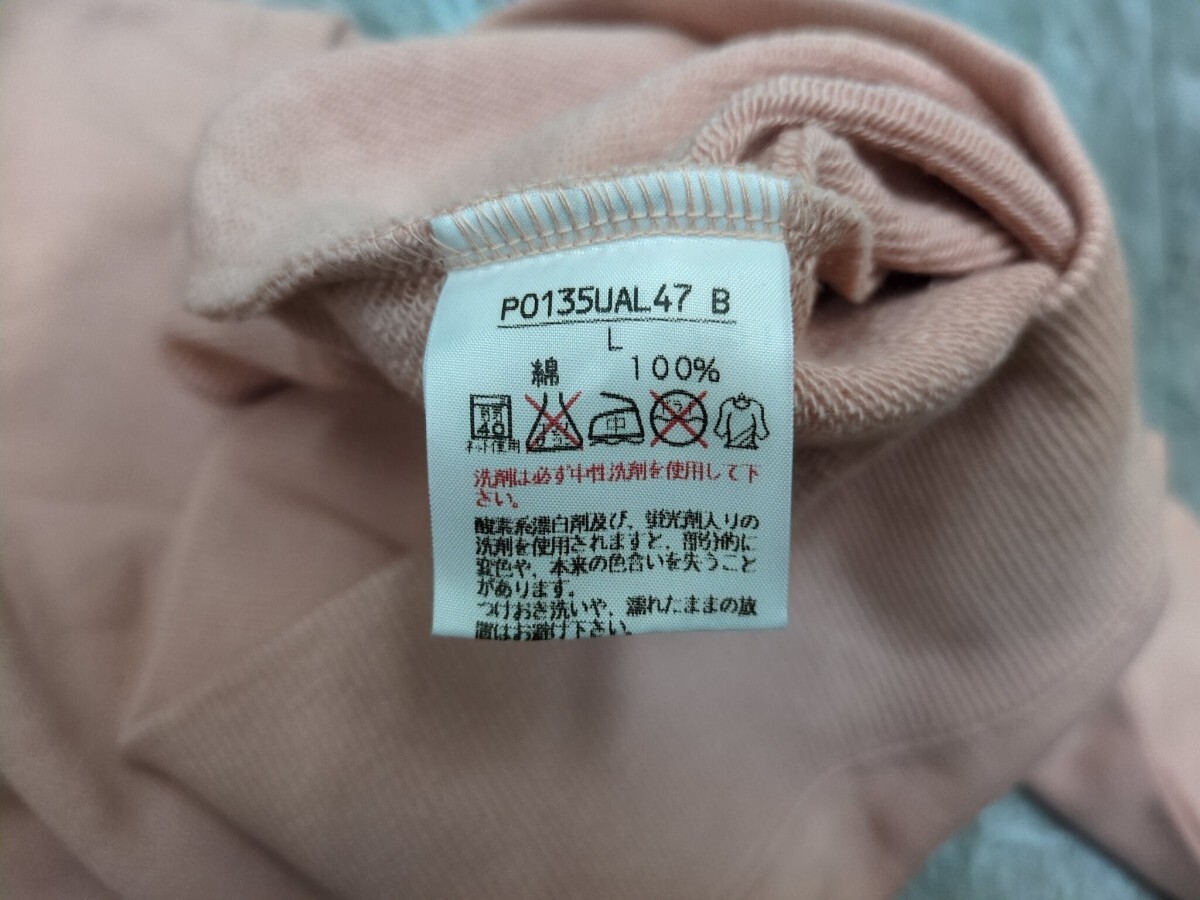 P0135UAL47 B
L
綿 100%
弱
40 中
ネット使用
洗剤は必ず中性洗剤を使用して下
さい。
酸素系漂白剤及び、蛍光剤入りの
洗剤を使用されますと、部分的に
変色や、本来の色合いを失うこと
があります。
つけおき洗いや、濡れたままの放
置はお避け下さい。